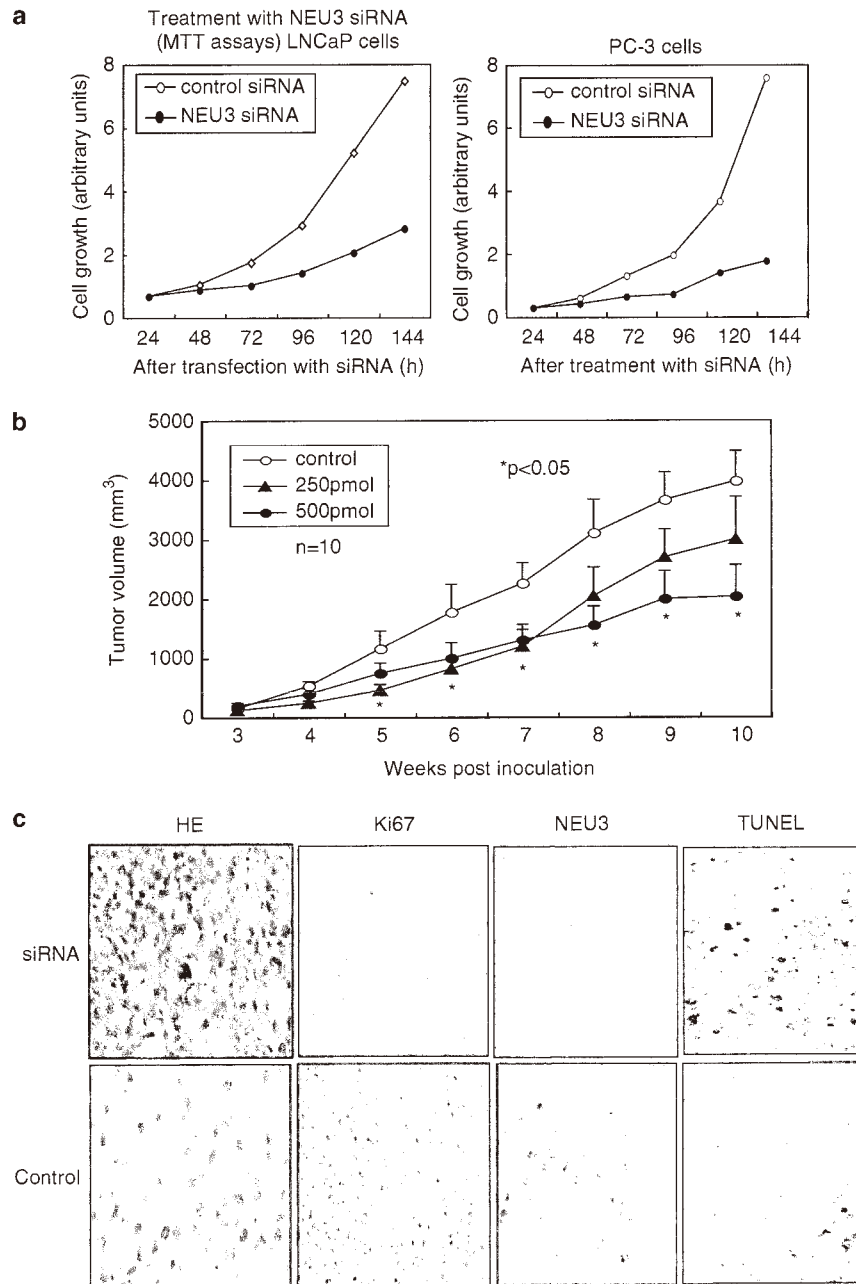 a
Treatment with NEU3 siRNA
(MTT assays) LNCaP cells
8
6
4
2
0
Cell growth (arbitrary units)
control siRNA
NEU3 siRNA
24 48 72 96 120 144
After transfection with siRNA (h)
PC-3 cells
8
6
4
2
0
Cell growth (arbitrary units)
control siRNA
NEU3 siRNA
24 48 72 96 120 144
After treatment with siRNA (h)
b
5000
4000
3000
2000
1000
0
Tumor volume (mm³)
control
250pmol
500pmol
n=10
*p<0.05
* * * * * *
3 4 5 6 7 8 9 10
Weeks post inoculation
c
HE Ki67 NEU3 TUNEL
siRNA
Control